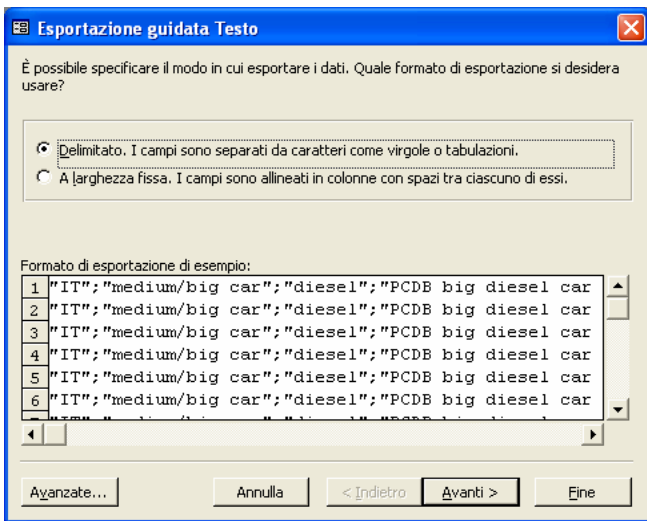 Esportazione guidata Testo
È possibile specificare il modo in cui esportare i dati. Quale formato di esportazione si desidera
usare?
Delimitato. I campi sono separati da caratteri come virgole o tabulazioni.
A larghezza fissa. I campi sono allineati in colonne con spazi tra ciascuno di essi.
Formato di esportazione di esempio:
1 "IT";"medium/big car";"diesel";"PCDB big diesel car
2 "IT";"medium/big car";"diesel";"PCDB big diesel car
3 "IT";"medium/big car";"diesel";"PCDB big diesel car
4 "IT";"medium/big car";"diesel";"PCDB big diesel car
5 "IT";"medium/big car";"diesel";"PCDB big diesel car
6 "IT";"medium/big car";"diesel";"PCDB big diesel car
Avanzate... Annulla < Indietro Avanti > Fine